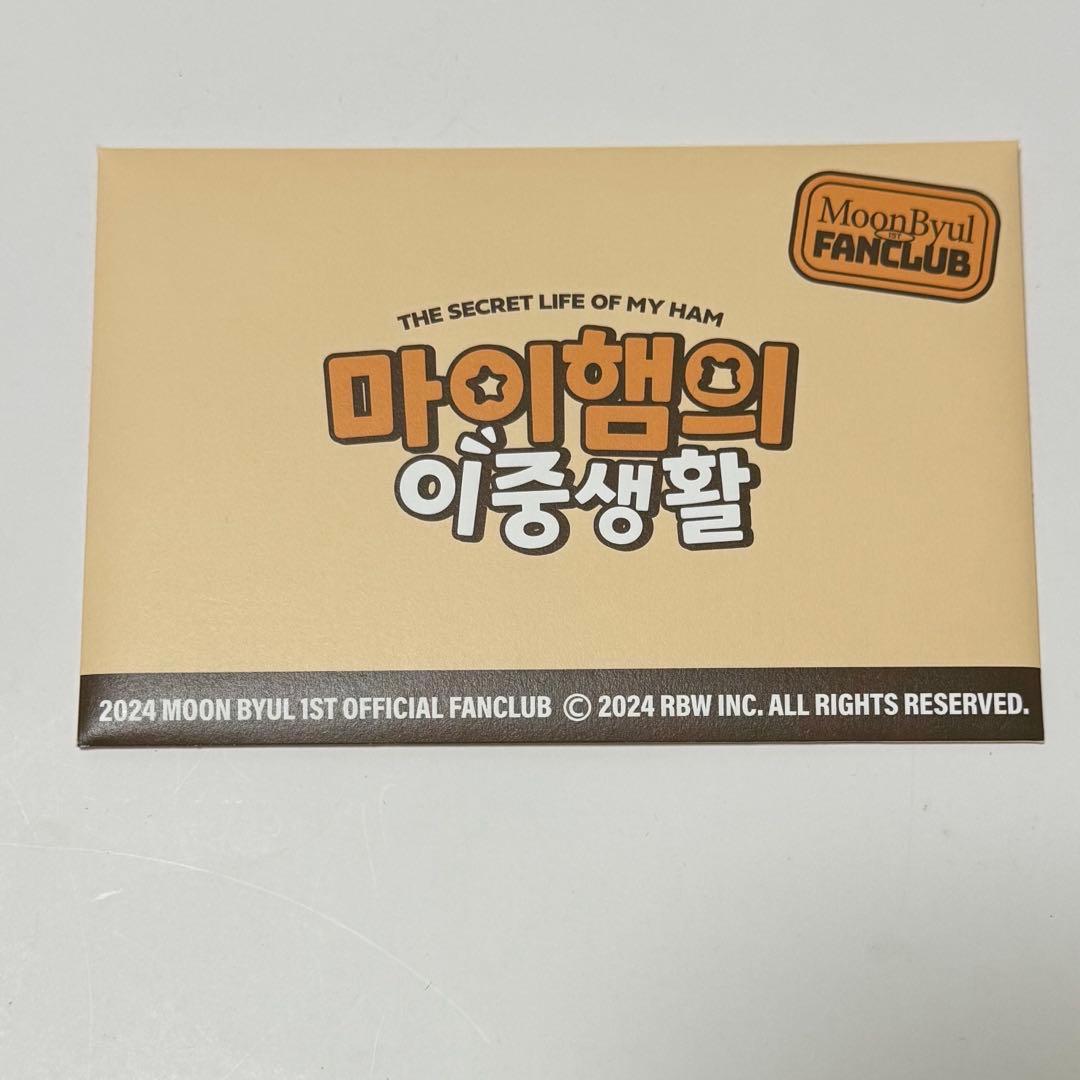 MoonByul
1ST
FANCLUB
THE SECRET LIFE OF MY HAM
마이햄의
이중생활
2024 MOON BYUL 1ST OFFICIAL FANCLUB © 2024 RBW INC. ALL RIGHTS RESERVED.